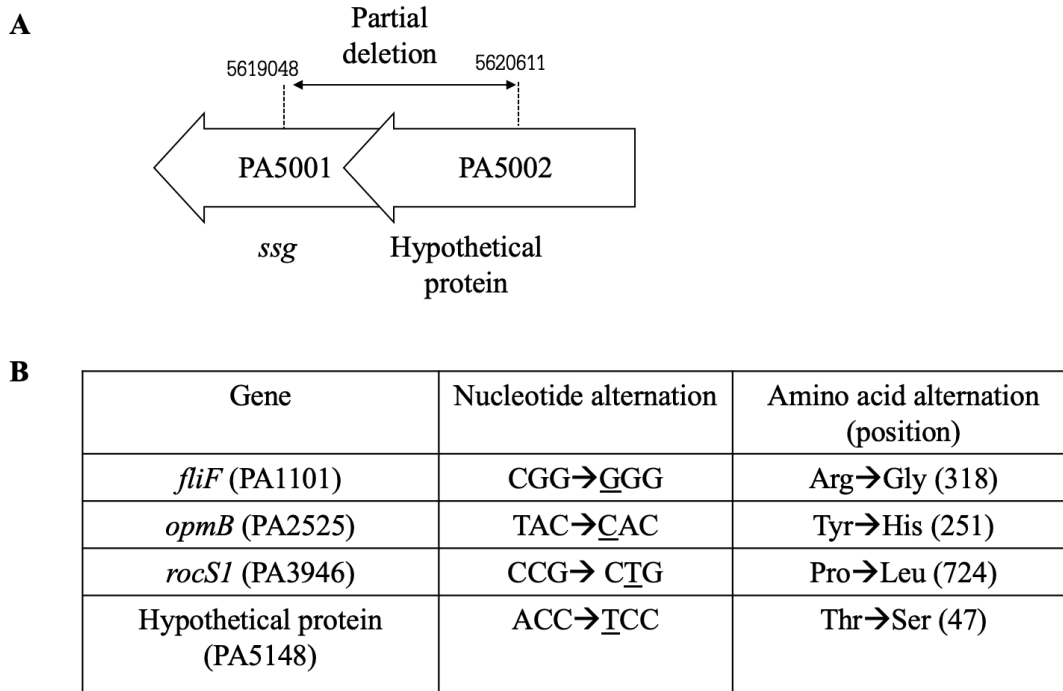 A
Partial
deletion
5619048
5620611
PA5001
PA5002
ssg
Hypothetical
protein
B
Gene
Nucleotide alternation
Amino acid alternation
(position)
fliF (PA1101)
CGG→GGG
Arg→Gly (318)
opmB (PA2525)
TAC→CAC
Tyr→His (251)
rocS1 (PA3946)
CCG→ CTG
Pro→Leu (724)
Hypothetical protein
(PA5148)
ACC→TCC
Thr→Ser (47)